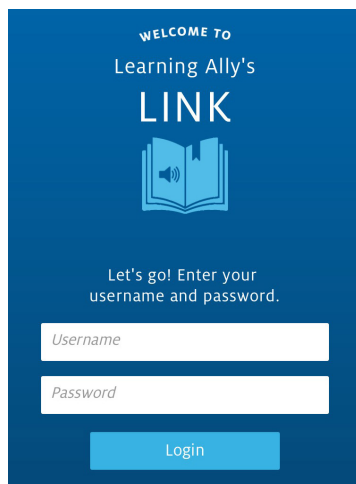 WELCOME TO
Learning Ally's
LINK
Let's go! Enter your
username and password.
Username
Password
Login